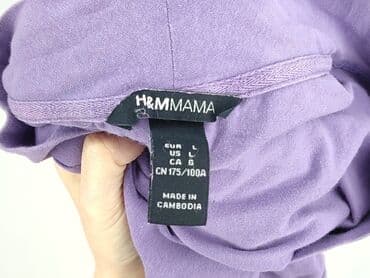 H&MMAMA
EUR L
US L
CA G
CN 175/100A
MADE IN
CAMBODIA